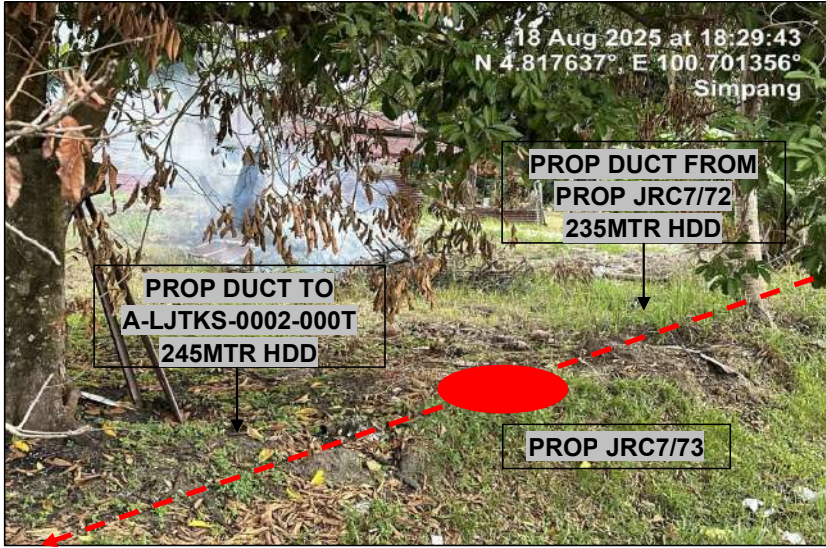 18 Aug 2025 at 18:29:43
N 4.817637°, E 100.701356°
Simpang
PROP DUCT FROM
PROP JRC7/72
235MTR HDD
PROP DUCT TO
A-LJTKS-0002-000T
245MTR HDD
PROP JRC7/73